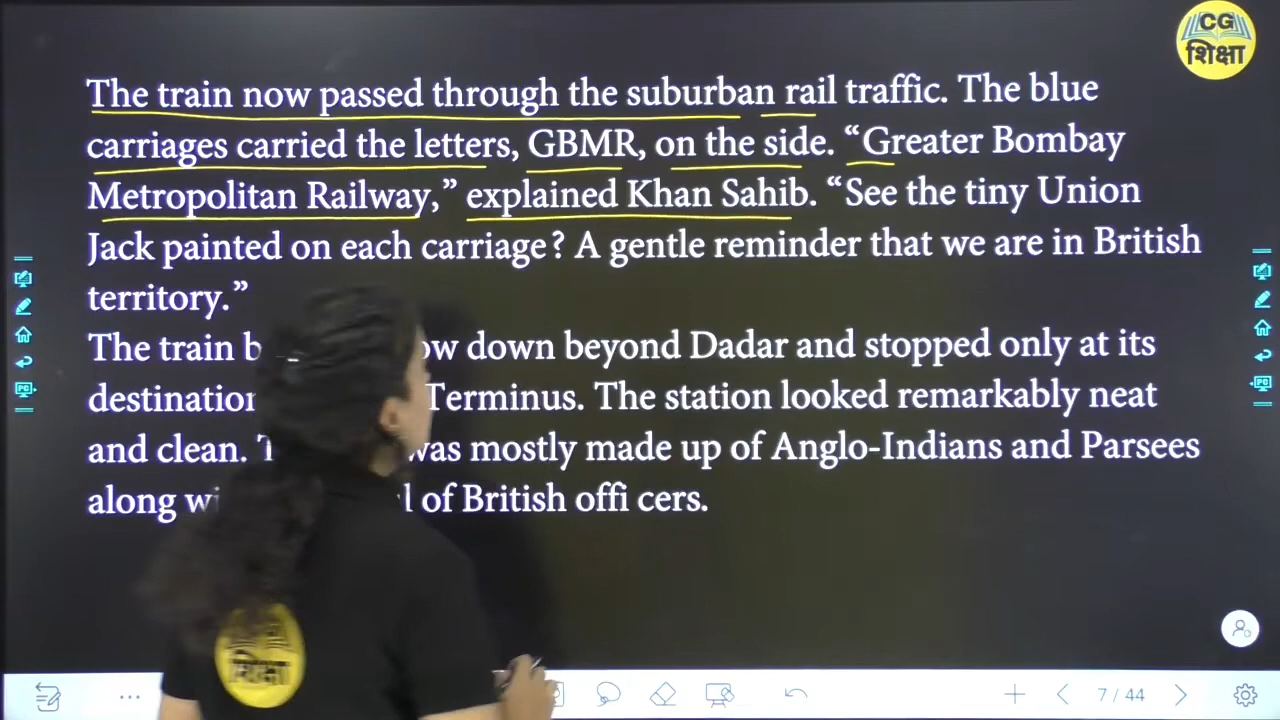 CG
शिक्षा
The train now passed through the suburban rail traffic. The blue
carriages carried the letters, GBMR, on the side. “Greater Bombay
Metropolitan Railway,” explained Khan Sahib. “See the tiny Union
Jack painted on each carriage? A gentle reminder that we are in British
territory.”
The train down beyond Dadar and stopped only at its
Terminus. The station looked remarkably neat
and clean. was mostly made up of Anglo-Indians and Parsees
along of British offi cers.
शिक्षा
7 / 44